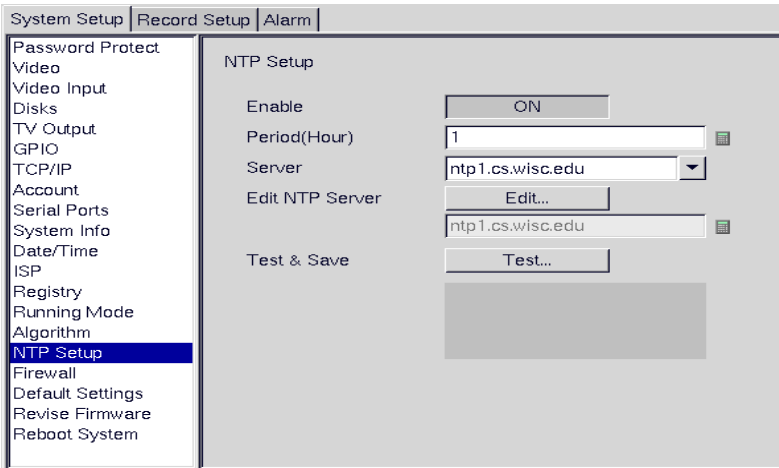 System Setup Record Setup Alarm
Password Protect
Video
Video Input
Disks
TV Output
GPIO
TCP/IP
Account
Serial Ports
System Info
Date/Time
ISP
Registry
Running Mode
Algorithm
NTP Setup
Firewall
Default Settings
Revise Firmware
Reboot System
NTP Setup
Enable ON
Period(Hour) 1
Server ntp1.cs.wisc.edu
Edit NTP Server Edit...
ntp1.cs.wisc.edu
Test & Save Test...